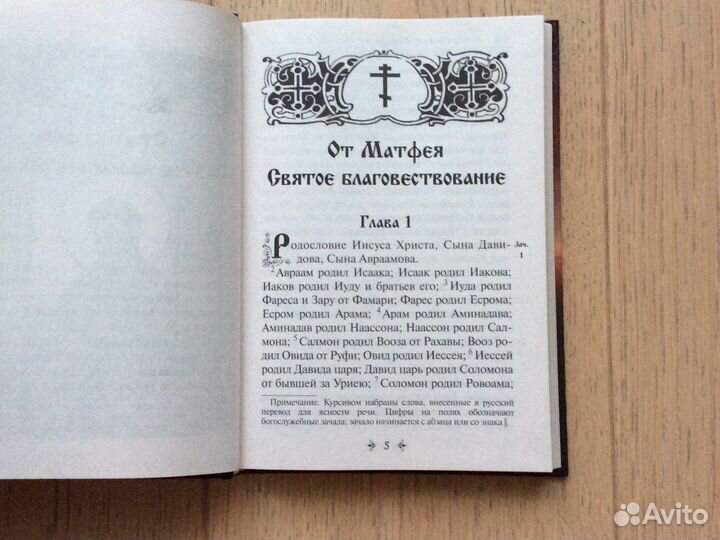 От Матфея
Святое благовествование
Глава 1
Родословие Иисуса Христа, Сына Дави-
дова, Сына Авраамова.
Зач.
1
2 Авраам родил Исаака; Исаак родил Иакова;
Иаков родил Иуду и братьев его; 3 Иуда родил
Фареса и Зару от Фамари; Фарес родил Есрома;
Есром родил Арама; 4 Арам родил Аминадава;
Аминадав родил Наассона; Наассон родил Сал-
мона; 5 Салмон родил Вооза от Рахавы; Вооз ро-
дил Овида от Руфи; Овид родил Иессея; 6 Иессей
родил Давида царя; Давид царь родил Соломона
от бывшей за Уриею; 7 Соломон родил Ровоама;
Примечание. Курсивом набраны слова, внесенные в русский
перевод для ясности речи. Цифры на полях обозначают
богослужебные зачала; зачало начинается с абзаца или со знака |.
5
Avito